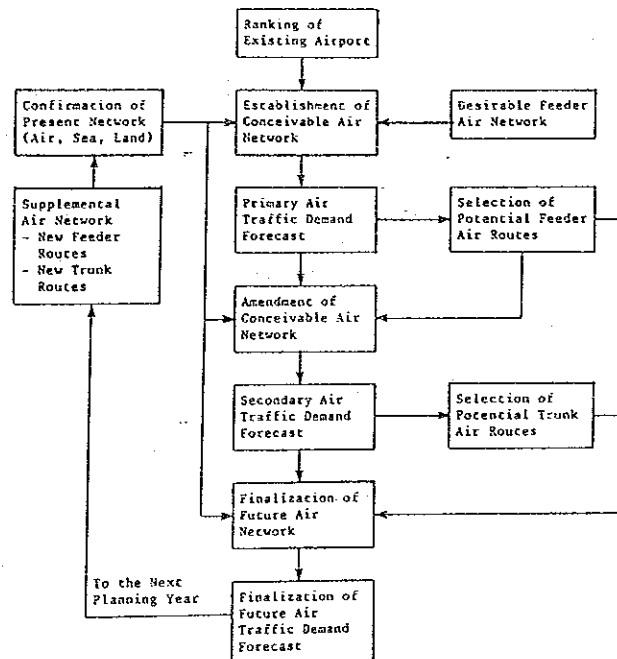 Ranking of
Existing Airport
Confirmation of
Present Network
(Air, Sea, Land)
Establishment of
Conceivable Air
Network
Desirable Feeder
Air Network
Supplemental
Air Network
- New Feeder
Routes
- New Trunk
Routes
Primary Air
Traffic Demand
Forecast
Selection of
Potential Feeder
Air Routes
Amendment of
Conceivable Air
Network
Secondary Air
Traffic Demand
Forecast
Selection of
Potential Trunk
Air Routes
Finalization of
Future Air
Network
To the Next
Planning Year
Finalization of
Future Air
Traffic Demand
Forecast